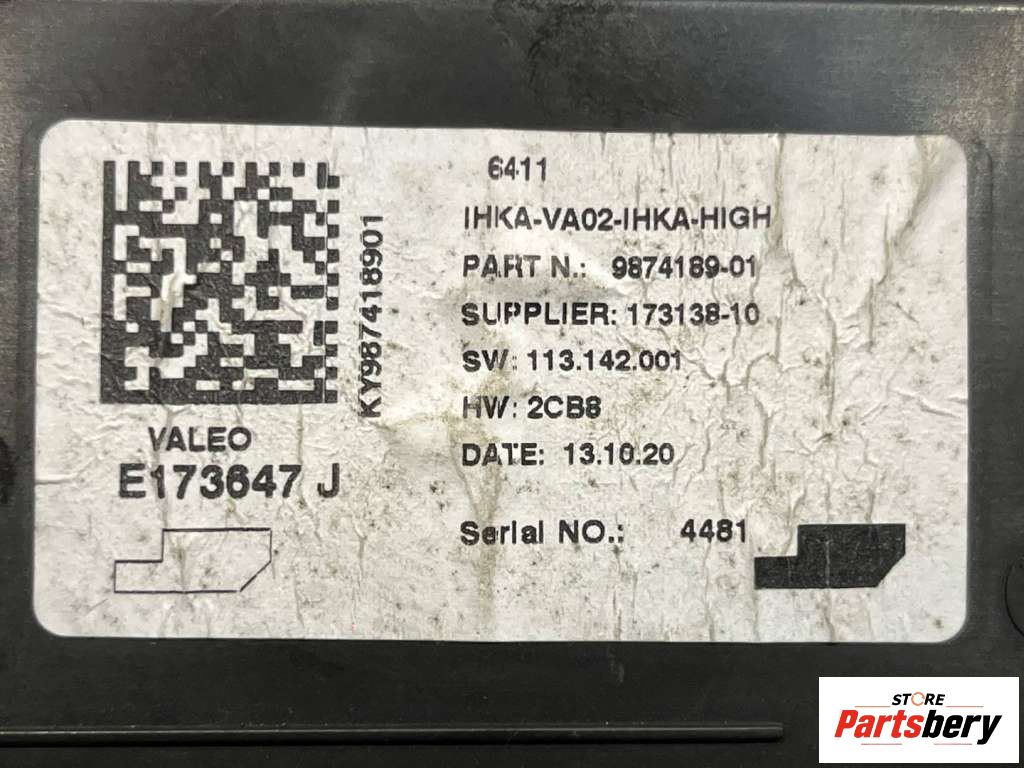 6411
IHKA-VA02-IHKA-HIGH
PART N.: 9874189-01
SUPPLIER: 173138-10
SW: 113.142.001
HW: 2CB8
DATE: 13.10.20
Serial NO.: 4481
KY987418901
VALEO
E173647 J
STORE
Partsbery